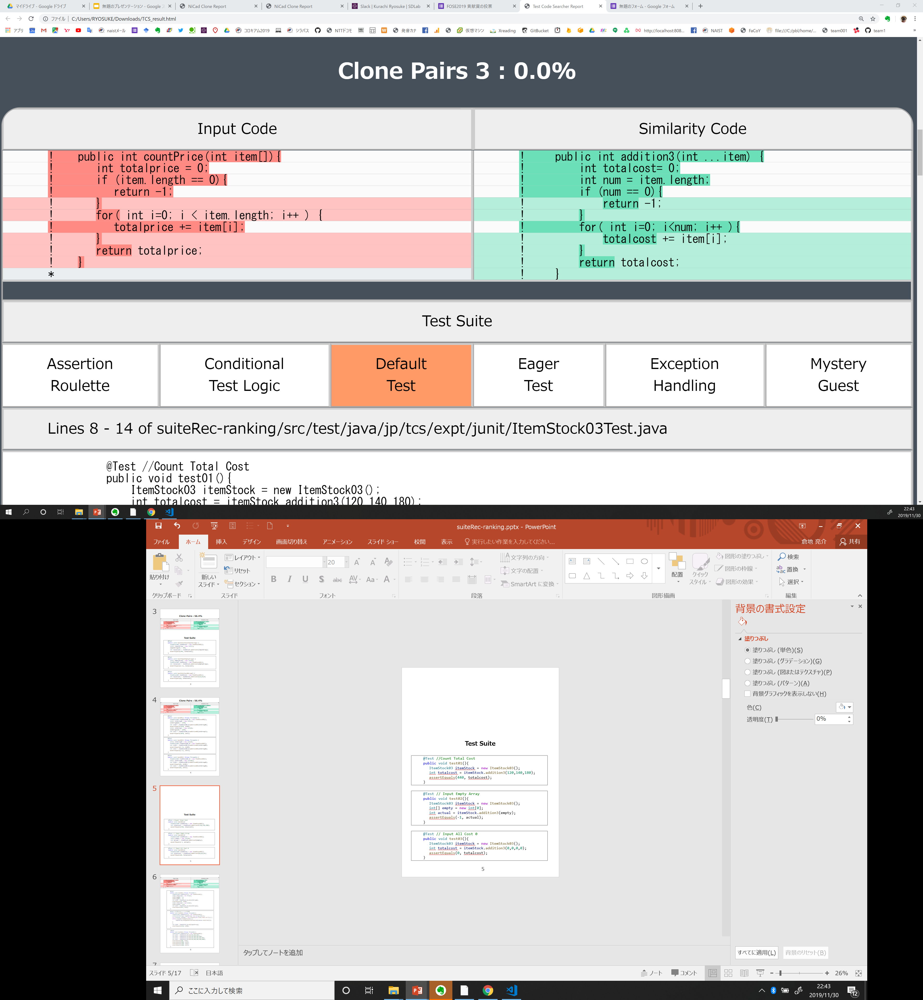 マイドライブ - Google ドライブ
無題のプレゼンテーション - Google ス
NiCad Clone Report
NiCad Clone Report
Slack | Kurachi Ryosuke | SDLab
FOSE2019 貢献賞の投票
Test Code Searcher Report
無題のフォーム - Google フォーム
ファイル | C:/Users/RYOSUKE/Downloads/TCS_result.html
アプリ
naistメール
コロキアム2019
シラバス
NTTドコモ
発音カナ
仮想マシン
Xreading
GitBucket
http://localhost:808...
NAIST
FaCoY
file:///C:/pbl/home/...
team001
team1
Clone Pairs 3 : 0.0%
Input Code
! public int countPrice(int item[]){
! int totalprice = 0;
! if (item.length == 0){
! return -1;
! }
! for( int i=0; i < item.length; i++ ) {
! totalprice += item[i];
! }
! return totalprice;
! }
*
Similarity Code
! public int addition3(int ...item) {
! int totalcost= 0;
! int num = item.length;
! if (num == 0){
! return -1;
! }
! for( int i=0; i<num; i++ ){
! totalcost += item[i];
! }
! return totalcost;
! }
Test Suite
Assertion
Roulette
Conditional
Test Logic
Default
Test
Eager
Test
Exception
Handling
Mystery
Guest
Lines 8 - 14 of suiteRec-ranking/src/test/java/jp/tcs/expt/junit/ItemStock03Test.java
@Test //Count Total Cost
public void test01(){
ItemStock03 itemStock = new ItemStock03();
int totalcost = itemStock.addition3(120,140,180);
22:43
2019/11/30
suiteRec-ranking.pptx - PowerPoint
ファイル
ホーム
挿入
デザイン
画面切り替え
アニメーション
スライド ショー
校閲
表示
実行したい作業を入力してください...
倉地 亮介
共有
貼り付け
クリップボード
新しい
スライド
レイアウト
リセット
セクション
スライド
20
B I U S abc AV Aa A
フォント
文字列の方向
文字の配置
SmartArt に変換
段落
配置
クイック
スタイル
図形の塗りつぶし
図形の枠線
図形の効果
図形描画
検索
置換
選択
編集
3
Clone Pairs : 56.4%
Test Suite
4
Clone Pairs : 56.4%
5
Test Suite
6
7
Test Suite
@Test //Count Total Cost
public void test01(){
ItemStock03 itemStock = new ItemStock03();
int totalcost = itemStock.addition3(120,140,180);
assertEquals(440, totalcost);
}
@Test // Input Empty Array
public void test02(){
ItemStock03 itemStock = new ItemStock03();
int[] empty = new int[0];
int actual = itemStock.addition3(empty);
assertEquals(-1, actual);
}
@Test // Input All Cost 0
public void test03(){
ItemStock03 itemStock = new ItemStock03();
int totalcost = itemStock.addition3(0,0,0,0);
assertEquals(0, totalcost);
}
5
背景の書式設定
塗りつぶし
塗りつぶし (単色)(S)
塗りつぶし (グラデーション)(G)
塗りつぶし (図またはテクスチャ)(P)
塗りつぶし (パターン)(A)
背景グラフィックを表示しない(H)
色(C)
透明度(T)
0%
すべてに適用(L)
背景のリセット(B)
タップしてノートを追加
スライド 5/17
日本語
ノート
コメント
26%
ここに入力して検索
22:43
2019/11/30
12